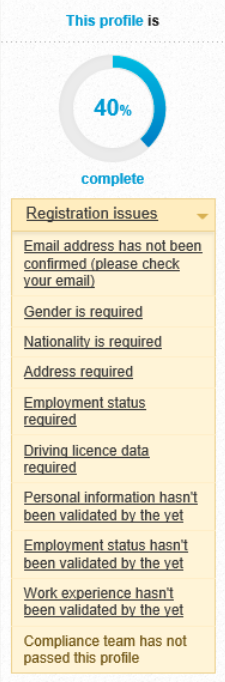 This profile is
40%
complete
Registration issues
Email address has not been
confirmed (please check
your email)
Gender is required
Nationality is required
Address required
Employment status
required
Driving licence data
required
Personal information hasn't
been validated by the yet
Employment status hasn't
been validated by the yet
Work experience hasn't
been validated by the yet
Compliance team has not
passed this profile